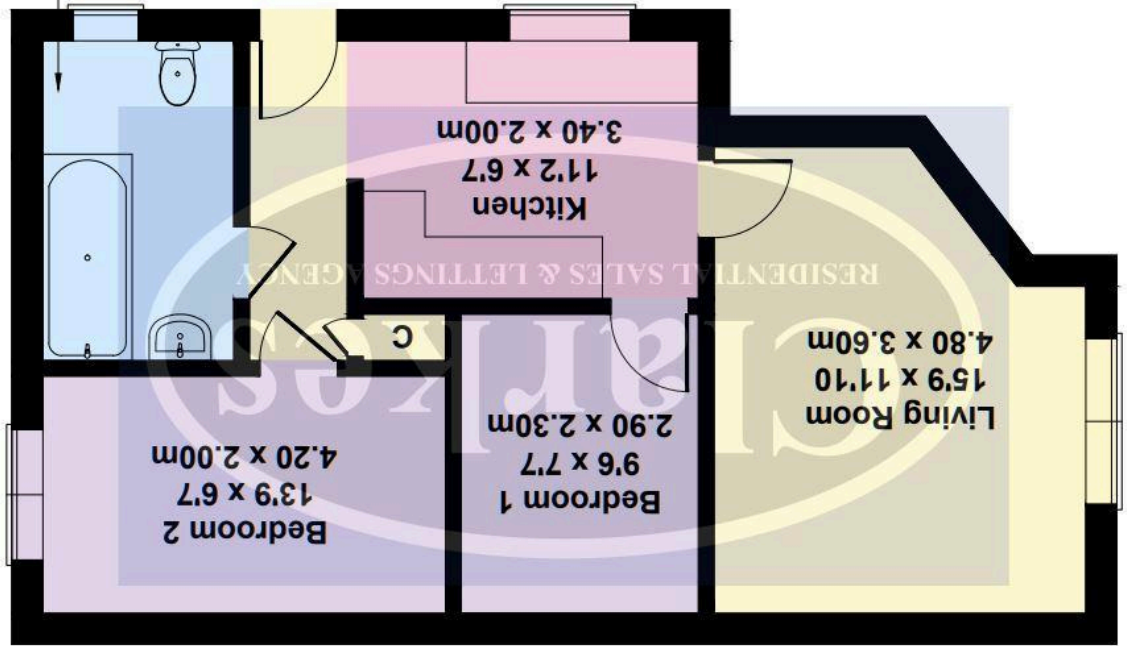 Living Room
15'9 x 11'10
4.80 x 3.60m
Bedroom 1
9'6 x 7'7
2.90 x 2.30m
Bedroom 2
13'9 x 6'7
4.20 x 2.00m
C
Kitchen
11'2 x 6'7
3.40 x 2.00m
Clarkes
RESIDENTIAL SALES & LETTINGS AGENCY